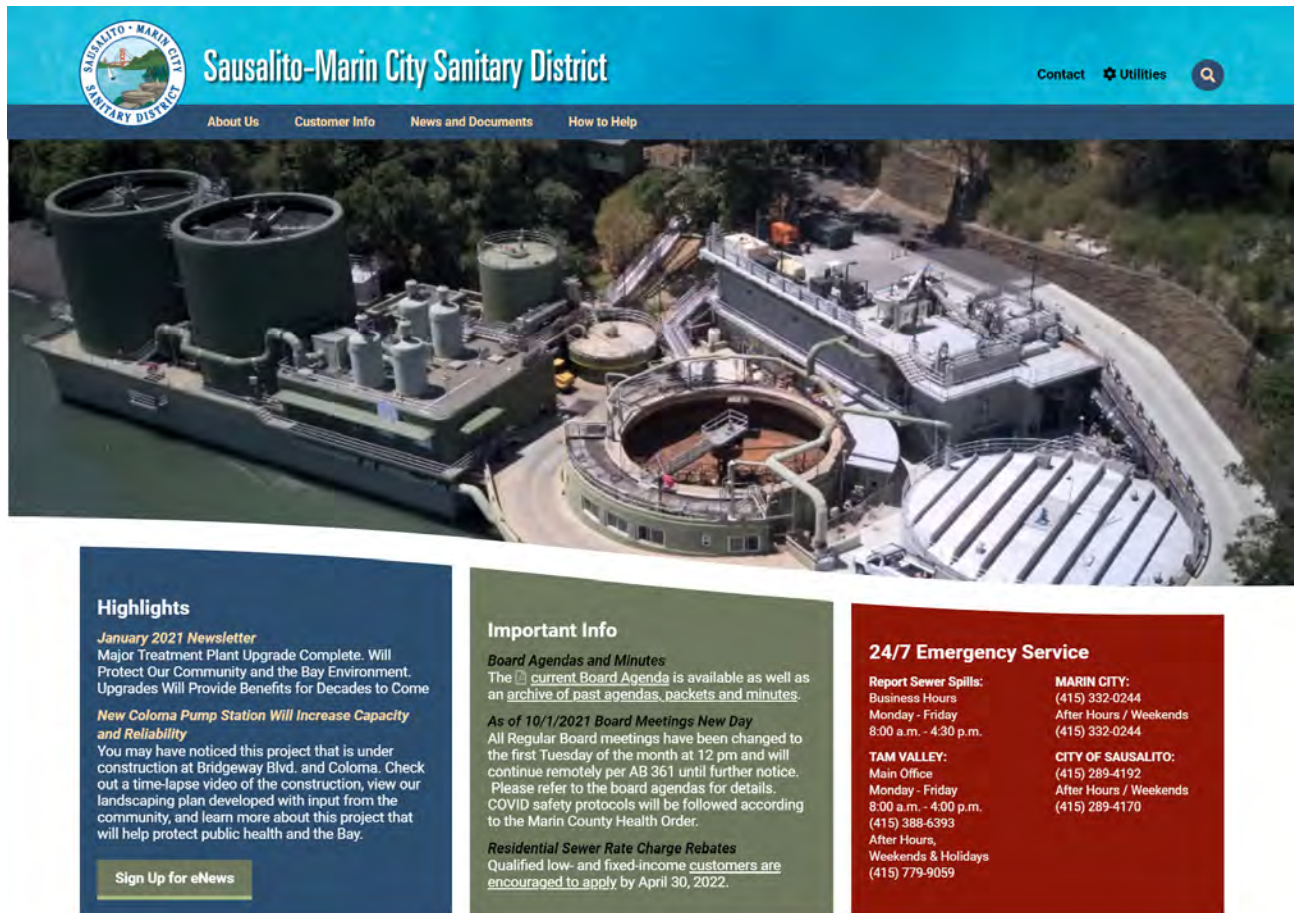 SAUSALITO • MARIN CITY
SANITARY DISTRICT
Sausalito-Marin City Sanitary District
Contact
Utilities
About Us
Customer Info
News and Documents
How to Help
Highlights
January 2021 Newsletter
Major Treatment Plant Upgrade Complete. Will
Protect Our Community and the Bay Environment.
Upgrades Will Provide Benefits for Decades to Come
New Coloma Pump Station Will Increase Capacity
and Reliability
You may have noticed this project that is under
construction at Bridgeway Blvd. and Coloma. Check
out a time-lapse video of the construction, view our
landscaping plan developed with input from the
community, and learn more about this project that
will help protect public health and the Bay.
Sign Up for eNews
Important Info
Board Agendas and Minutes
The current Board Agenda is available as well as
an archive of past agendas, packets and minutes.
As of 10/1/2021 Board Meetings New Day
All Regular Board meetings have been changed to
the first Tuesday of the month at 12 pm and will
continue remotely per AB 361 until further notice.
Please refer to the board agendas for details.
COVID safety protocols will be followed according
to the Marin County Health Order.
Residential Sewer Rate Charge Rebates
Qualified low- and fixed-income customers are
encouraged to apply by April 30, 2022.
24/7 Emergency Service
Report Sewer Spills:
Business Hours
Monday - Friday
8:00 a.m. - 4:30 p.m.
TAM VALLEY:
Main Office
Monday - Friday
8:00 a.m. - 4:00 p.m.
(415) 388-6393
After Hours,
Weekends & Holidays
(415) 779-9059
MARIN CITY:
(415) 332-0244
After Hours / Weekends
(415) 332-0244
CITY OF SAUSALITO:
(415) 289-4192
After Hours / Weekends
(415) 289-4170